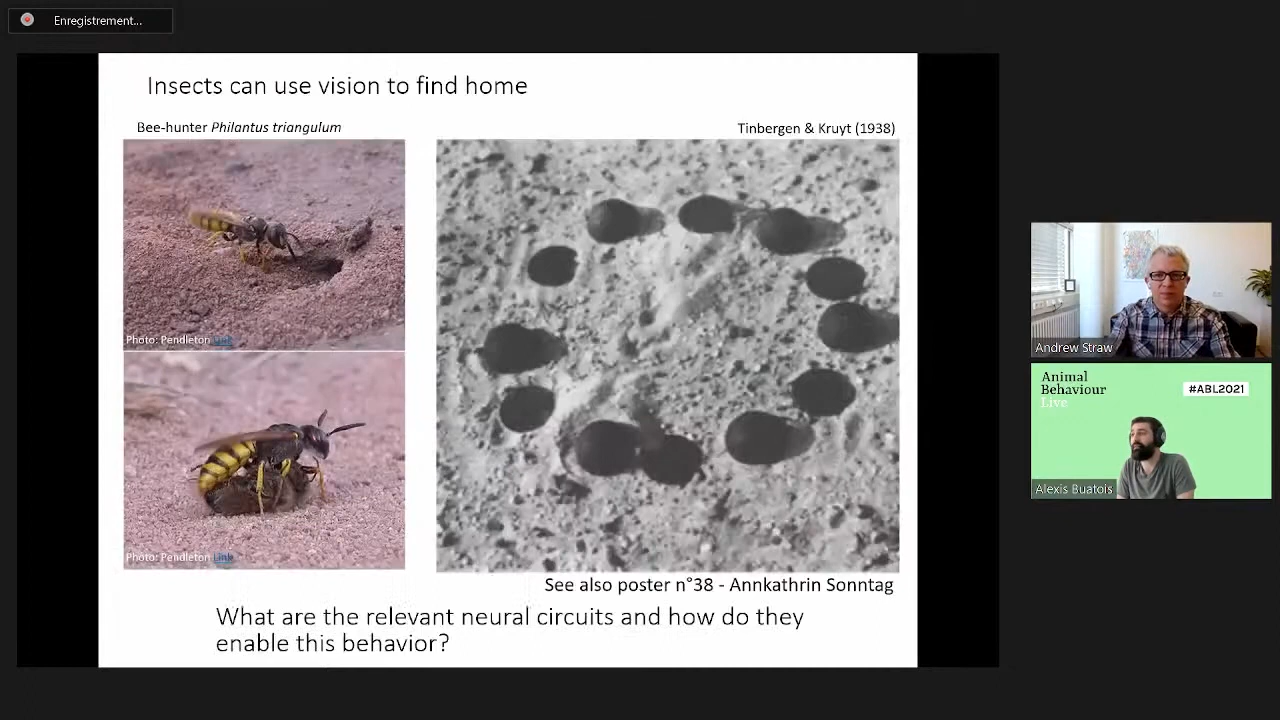 Enregistrement...
Insects can use vision to find home
Bee-hunter Philantus triangulum
Tinbergen & Kruyt (1938)
Photo: Pendleton Link
Photo: Pendleton Link
See also poster n°38 - Annkathrin Sonntag
What are the relevant neural circuits and how do they
enable this behavior?
Andrew Straw
Animal
Behaviour
Live
#ABL2021
Alexis Buatois